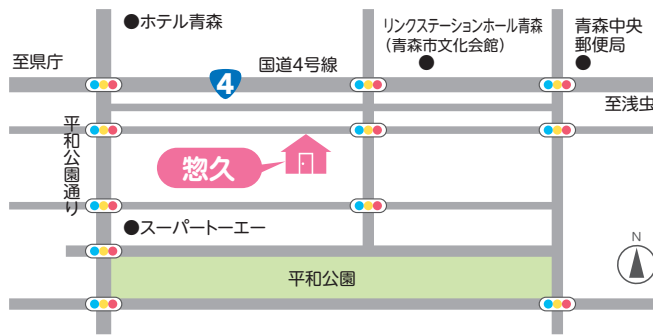 ●ホテル青森
リンクステーションホール青森
(青森市文化会館)
●
青森中央
郵便局
●
至県庁
国道4号線
4
至浅虫
平和公園通り
惣久
●スーパートーエー
平和公園
N